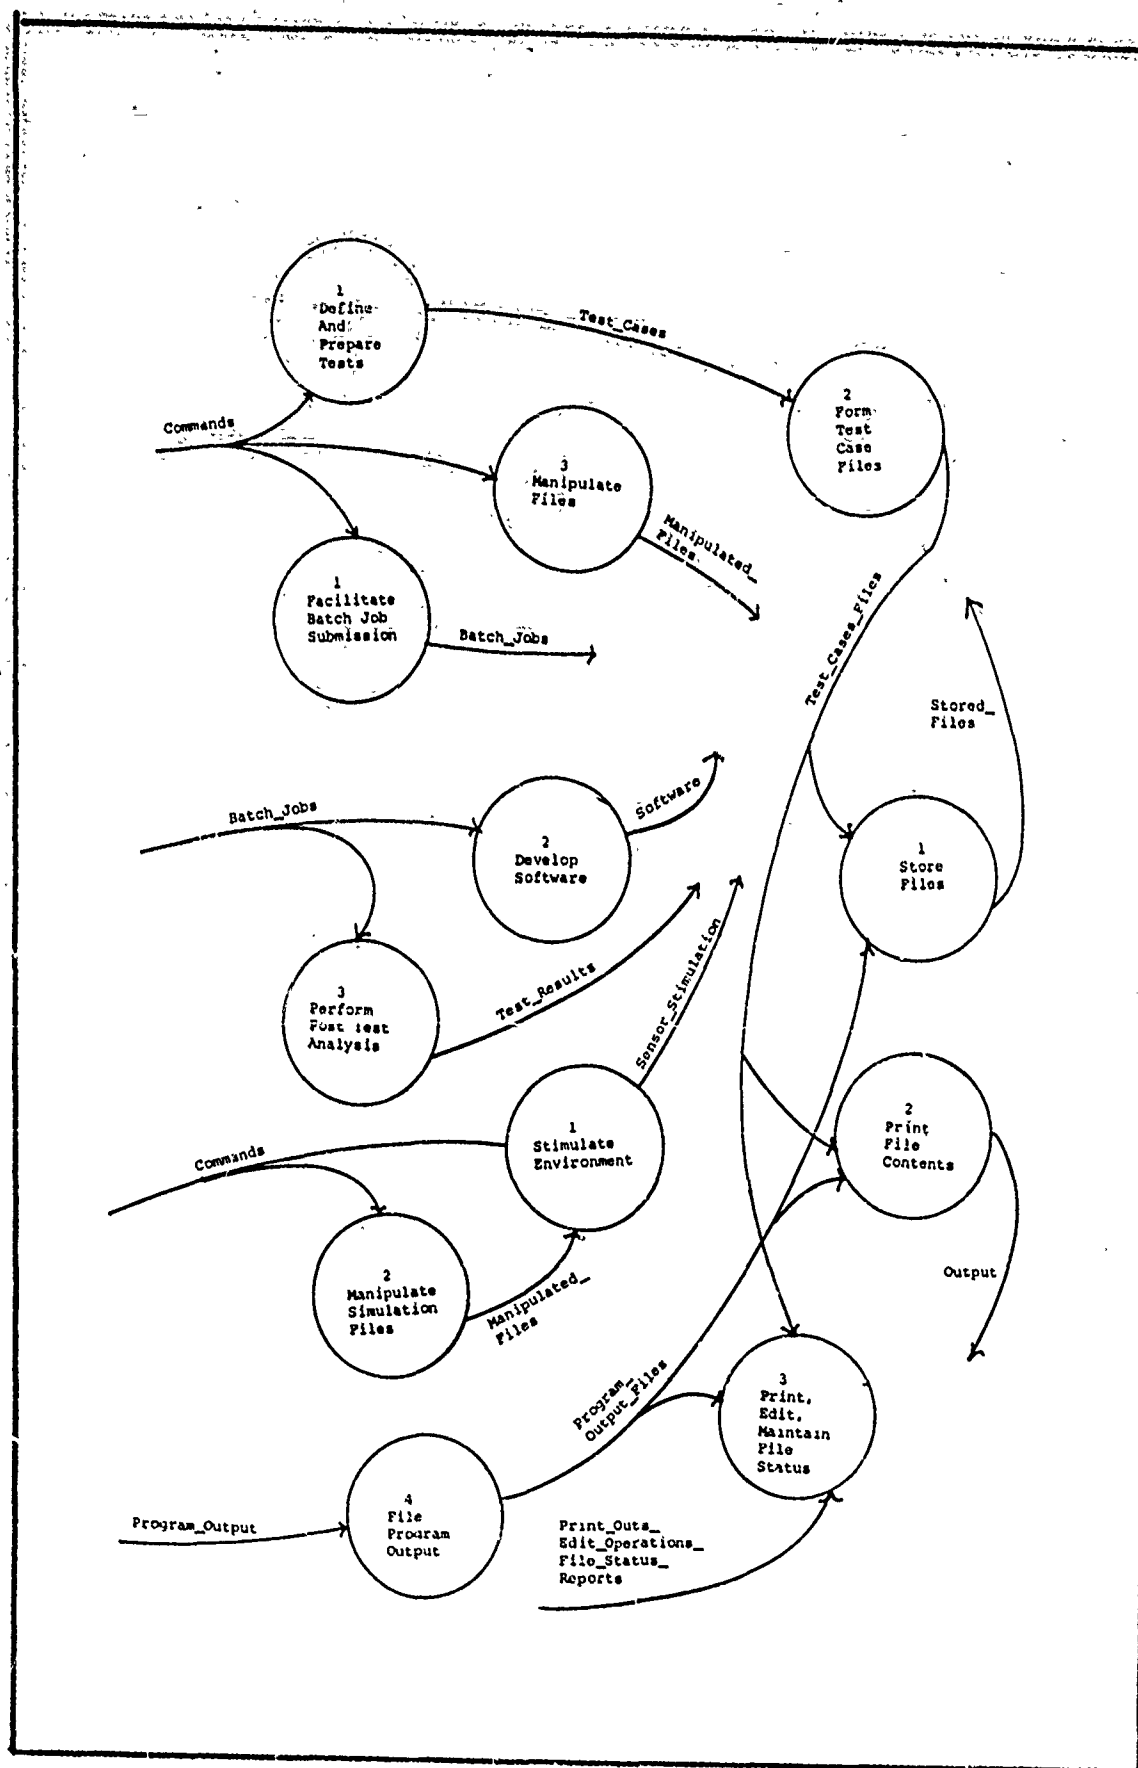 1
Define
And
Prepare
Tests
Test_Cases
2
Form
Test
Case
Files
Commands
3
Manipulate
Files
Manipulated_
Files
1
Facilitate
Batch Job
Submission
Batch_Jobs
Test_Cases_Files
Stored_
Files
Batch_Jobs
2
Develop
Software
Software
1
Store
Files
3
Perform
Post Test
Analysis
Test_Results
Sensor_Stimulation
1
Stimulate
Environment
Commands
2
Print
File
Contents
2
Manipulate
Simulation
Files
Manipulated_
Files
Output
Program_
Output_Files
3
Print,
Edit,
Maintain
File
Status
4
File
Program
Output
Program_Output
Print_Outs_
Edit_Operations_
File_Status_
Reports